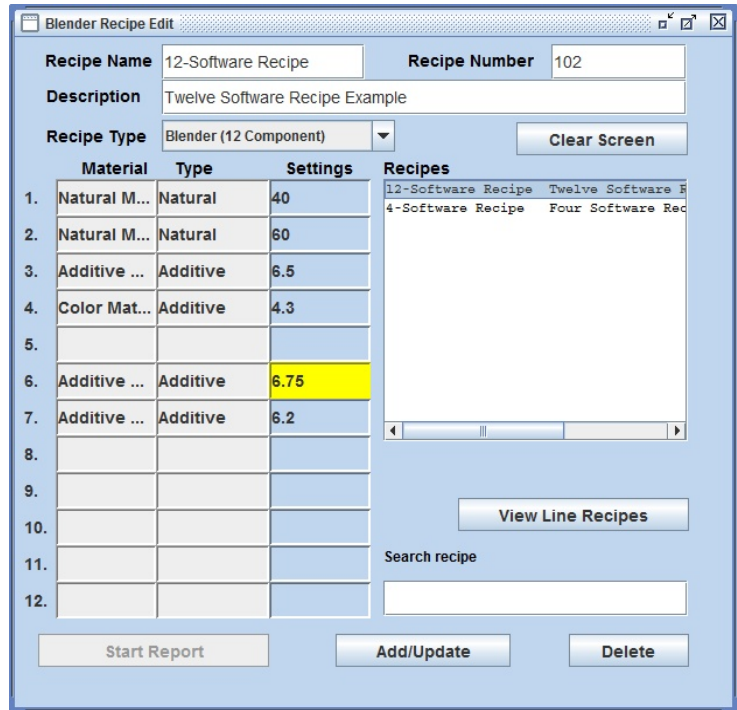 Blender Recipe Edit
Recipe Name 12-Software Recipe Recipe Number 102
Description Twelve Software Recipe Example
Recipe Type Blender (12 Component) Clear Screen
Material Type Settings Recipes
12-Software Recipe Twelve Software R
4-Software Recipe Four Software Rec
1. Natural M... Natural 40
2. Natural M... Natural 60
3. Additive ... Additive 6.5
4. Color Mat... Additive 4.3
5.
6. Additive ... Additive 6.75
7. Additive ... Additive 6.2
8.
9.
10.
11.
12.
View Line Recipes
Search recipe
Start Report Add/Update Delete